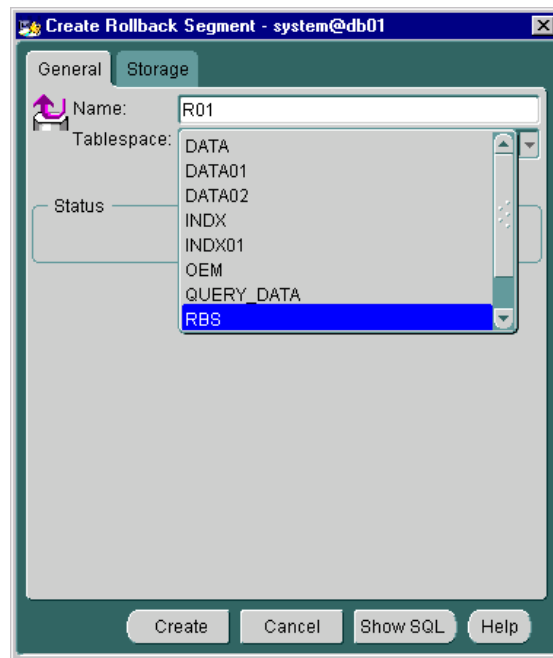 Create Rollback Segment - system@db01
General Storage
Name: R01
Tablespace:
DATA
DATA01
DATA02
Status
INDX
INDX01
OEM
QUERY_DATA
RBS
Create Cancel Show SQL Help